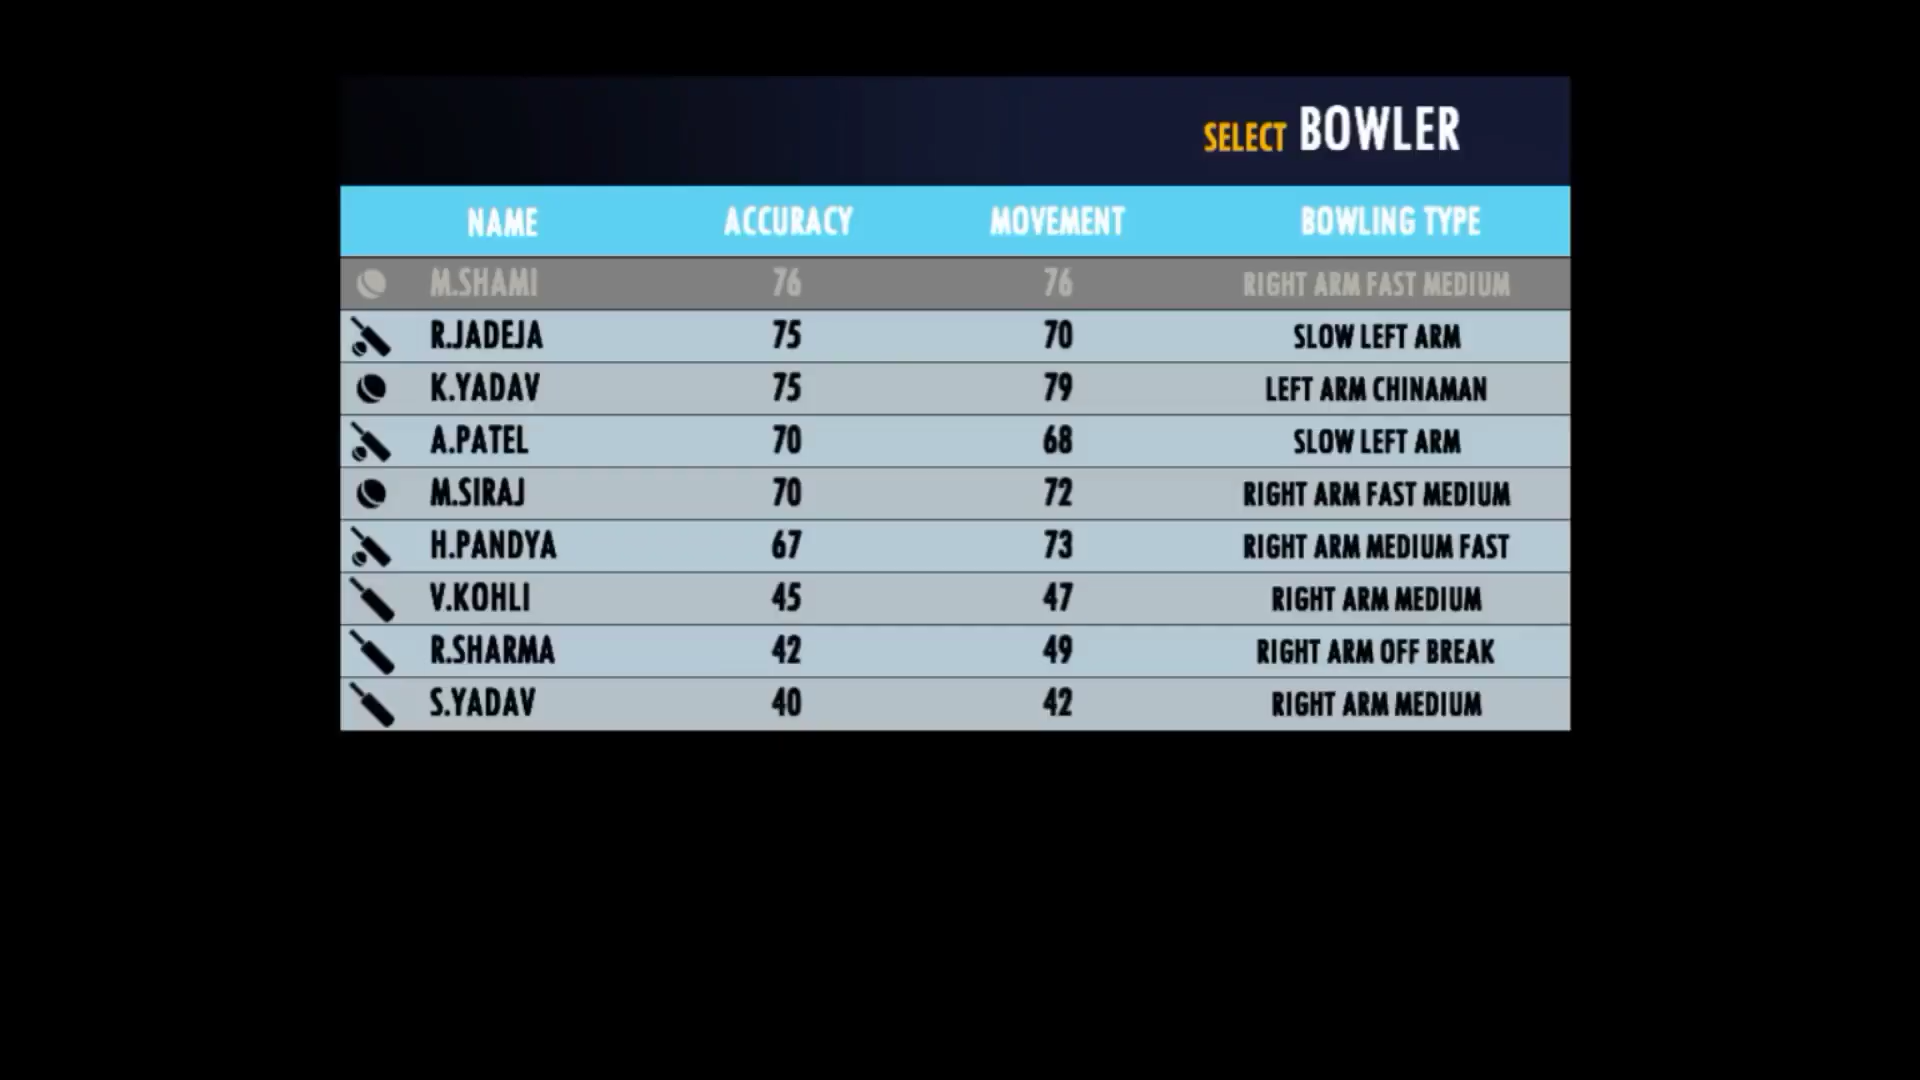 SELECT BOWLER
NAME ACCURACY MOVEMENT BOWLING TYPE
M.SHAMI 76 76 RIGHT ARM FAST MEDIUM
R.JADEJA 75 70 SLOW LEFT ARM
K.YADAV 75 79 LEFT ARM CHINAMAN
A.PATEL 70 68 SLOW LEFT ARM
M.SIRAJ 70 72 RIGHT ARM FAST MEDIUM
H.PANDYA 67 73 RIGHT ARM MEDIUM FAST
V.KOHLI 45 47 RIGHT ARM MEDIUM
R.SHARMA 42 49 RIGHT ARM OFF BREAK
S.YADAV 40 42 RIGHT ARM MEDIUM